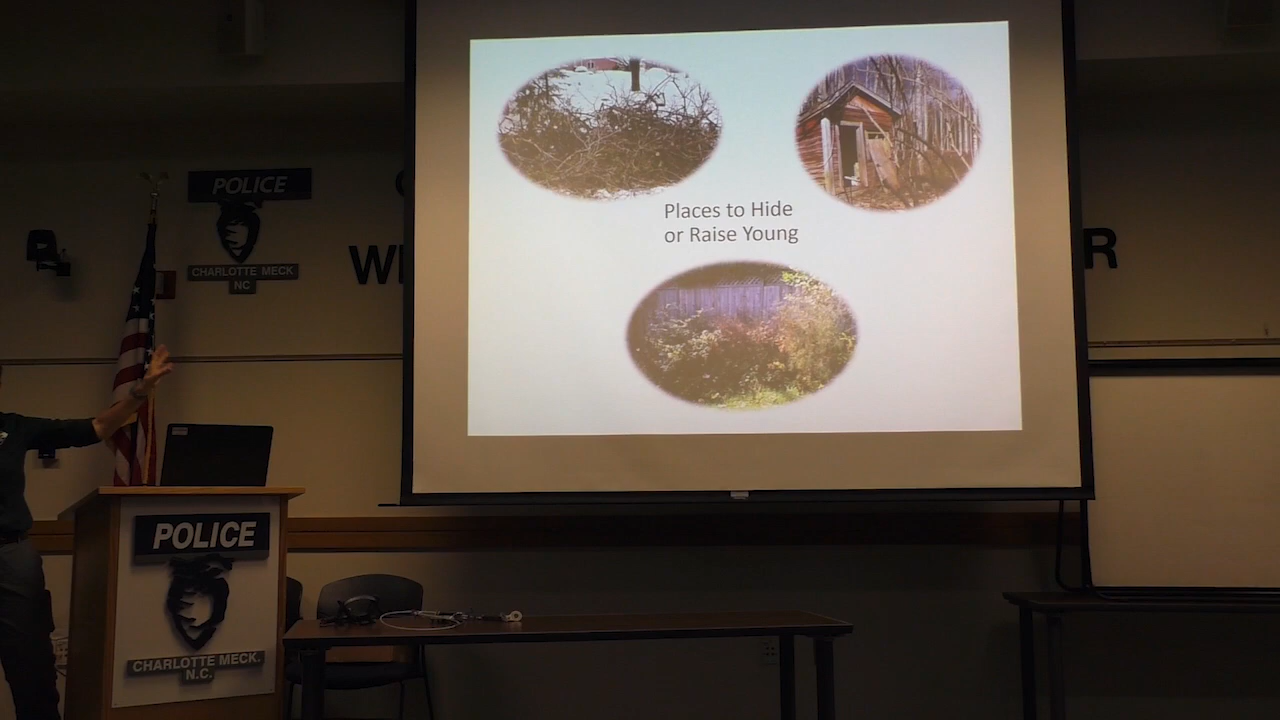 POLICE
CHARLOTTE MECK
NC
Places to Hide
or Raise Young
R
POLICE
CHARLOTTE MECK.
N.C.